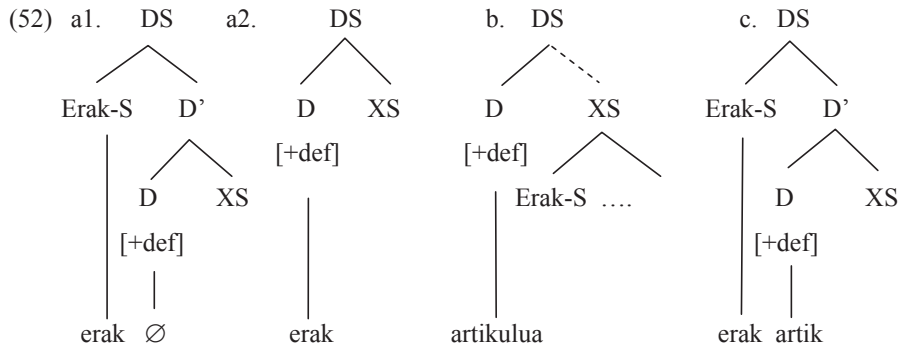 (52) a1. DS a2. DS b. DS c. DS
Erak-S D’ D XS D XS Erak-S D’
[+def] [+def]
D XS Erak-S …. D XS
[+def] [+def]
erak ∅ erak artikulua erak artik